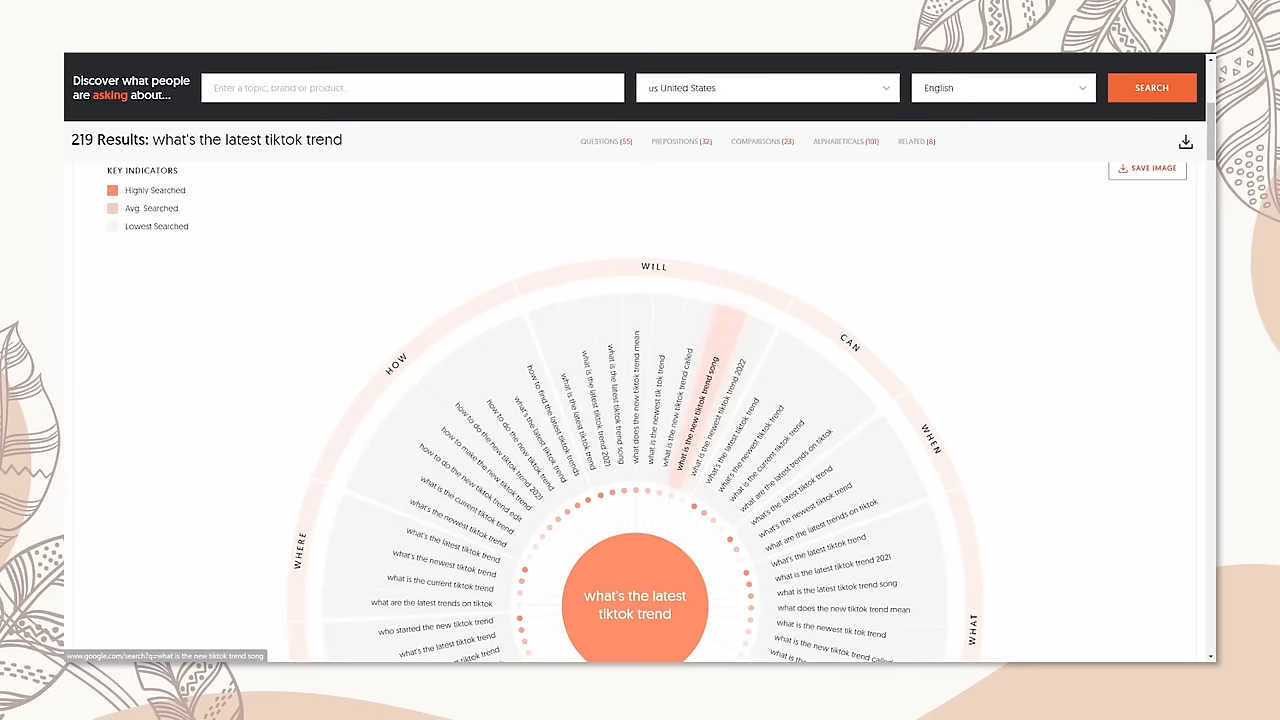 Discover what people
are asking about...
Enter a topic, brand or product...
us United States
English
SEARCH
219 Results: what's the latest tiktok trend
QUESTIONS (55)
PREPOSITIONS (32)
COMPARISONS (23)
ALPHABETICALS (101)
RELATED (8)
KEY INDICATORS
SAVE IMAGE
Highly Searched
Avg. Searched
Lowest Searched
WHERE
HOW
WILL
CAN
WHEN
WHAT
what's the latest tiktok trend
who started the new tiktok trend
what are the latest trends on tiktok
what is the current tiktok trend
what's the newest tiktok trend
what's the latest tiktok trend
what's the newest tiktok trend
what is the current tiktok trend
how to do the new tiktok trend edit
how to make the new tiktok trend
how to do the new tiktok trend 2021
how to do the new tiktok trend
what's the latest tiktok trend
how to find the latest tiktok trends
what is the latest tiktok trend
what is the latest tiktok trend 2021
what is the latest tiktok trend song
what does the new tiktok trend mean
what is the newest tik tok trend
what is the new tiktok trend called
what is the new tiktok trend song
what is the newest tiktok trend 2022
what's the latest tiktok trend
what's the newest tiktok trend
what is the current tiktok trend
what are the latest trends on tiktok
what's the latest tiktok trend
what's the newest tiktok trend
what are the latest trends on tiktok
what's the latest tiktok trend
what is the latest tiktok trend 2021
what is the latest tiktok trend song
what does the new tiktok trend mean
what is the newest tik tok trend
what is the new tiktok trend called
what's the latest
tiktok trend
www.google.com/search?q=what is the new tiktok trend song